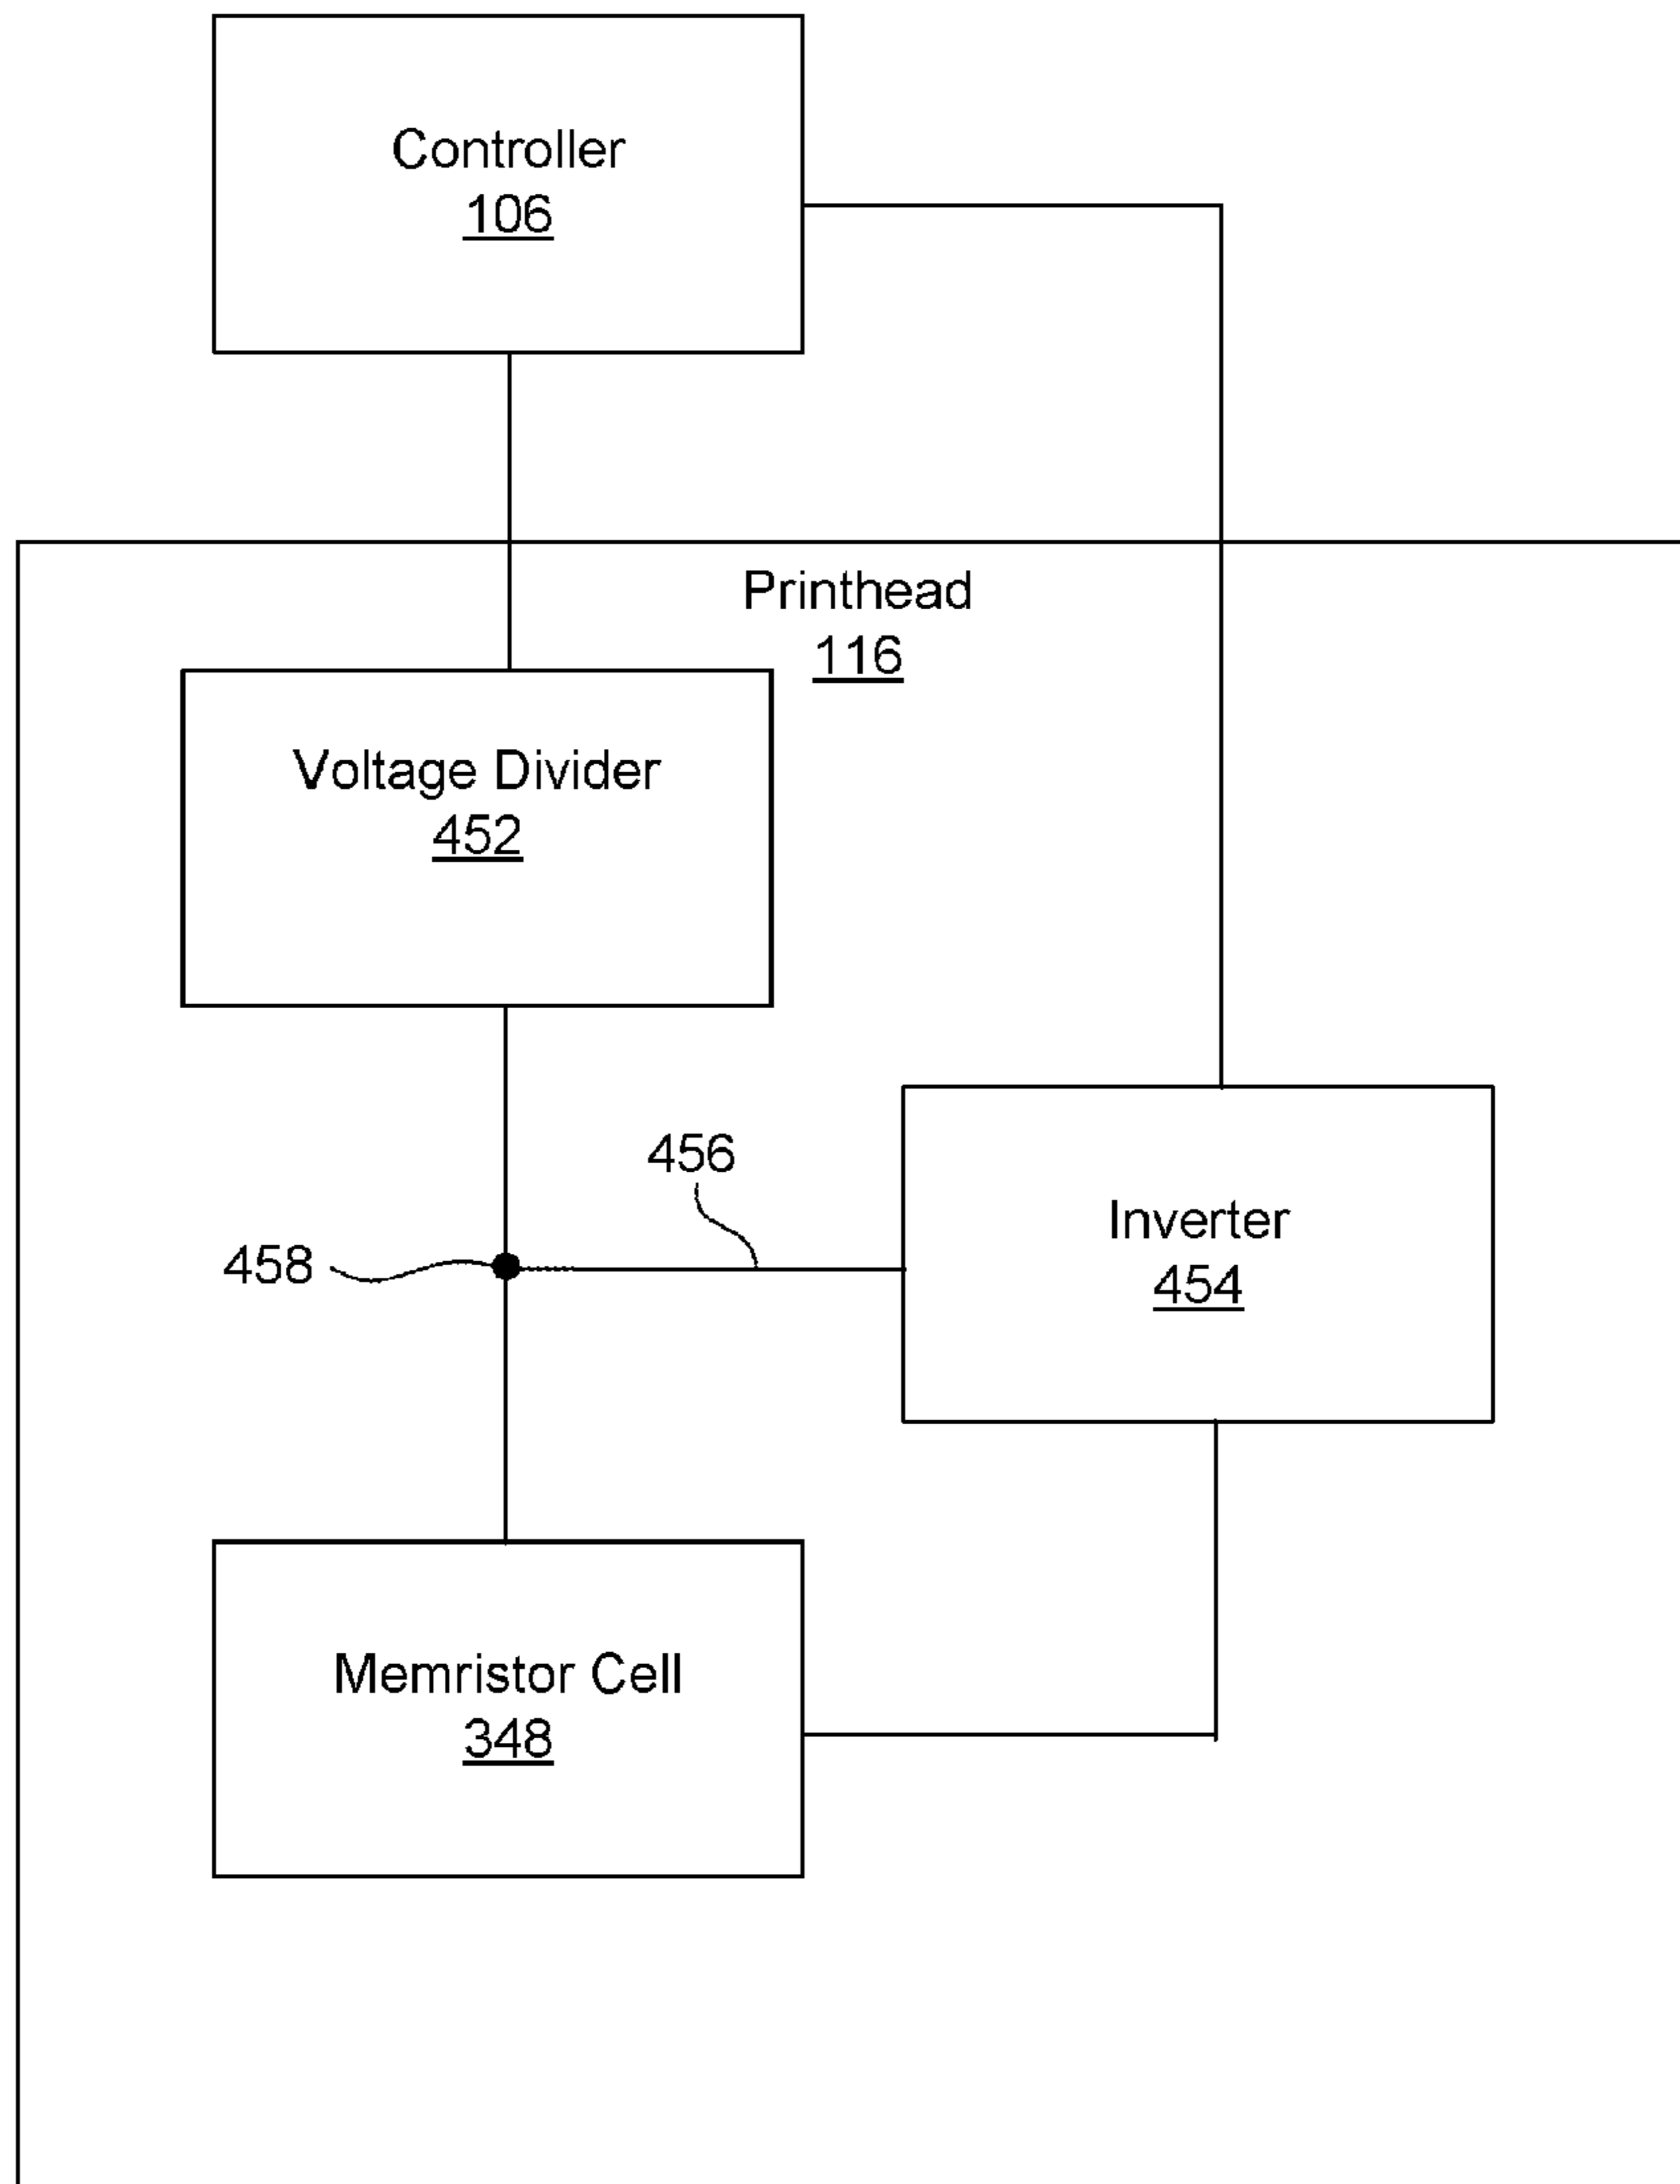 Controller
106
Printhead
116
Voltage Divider
452
456
458
Inverter
454
Memristor Cell
348